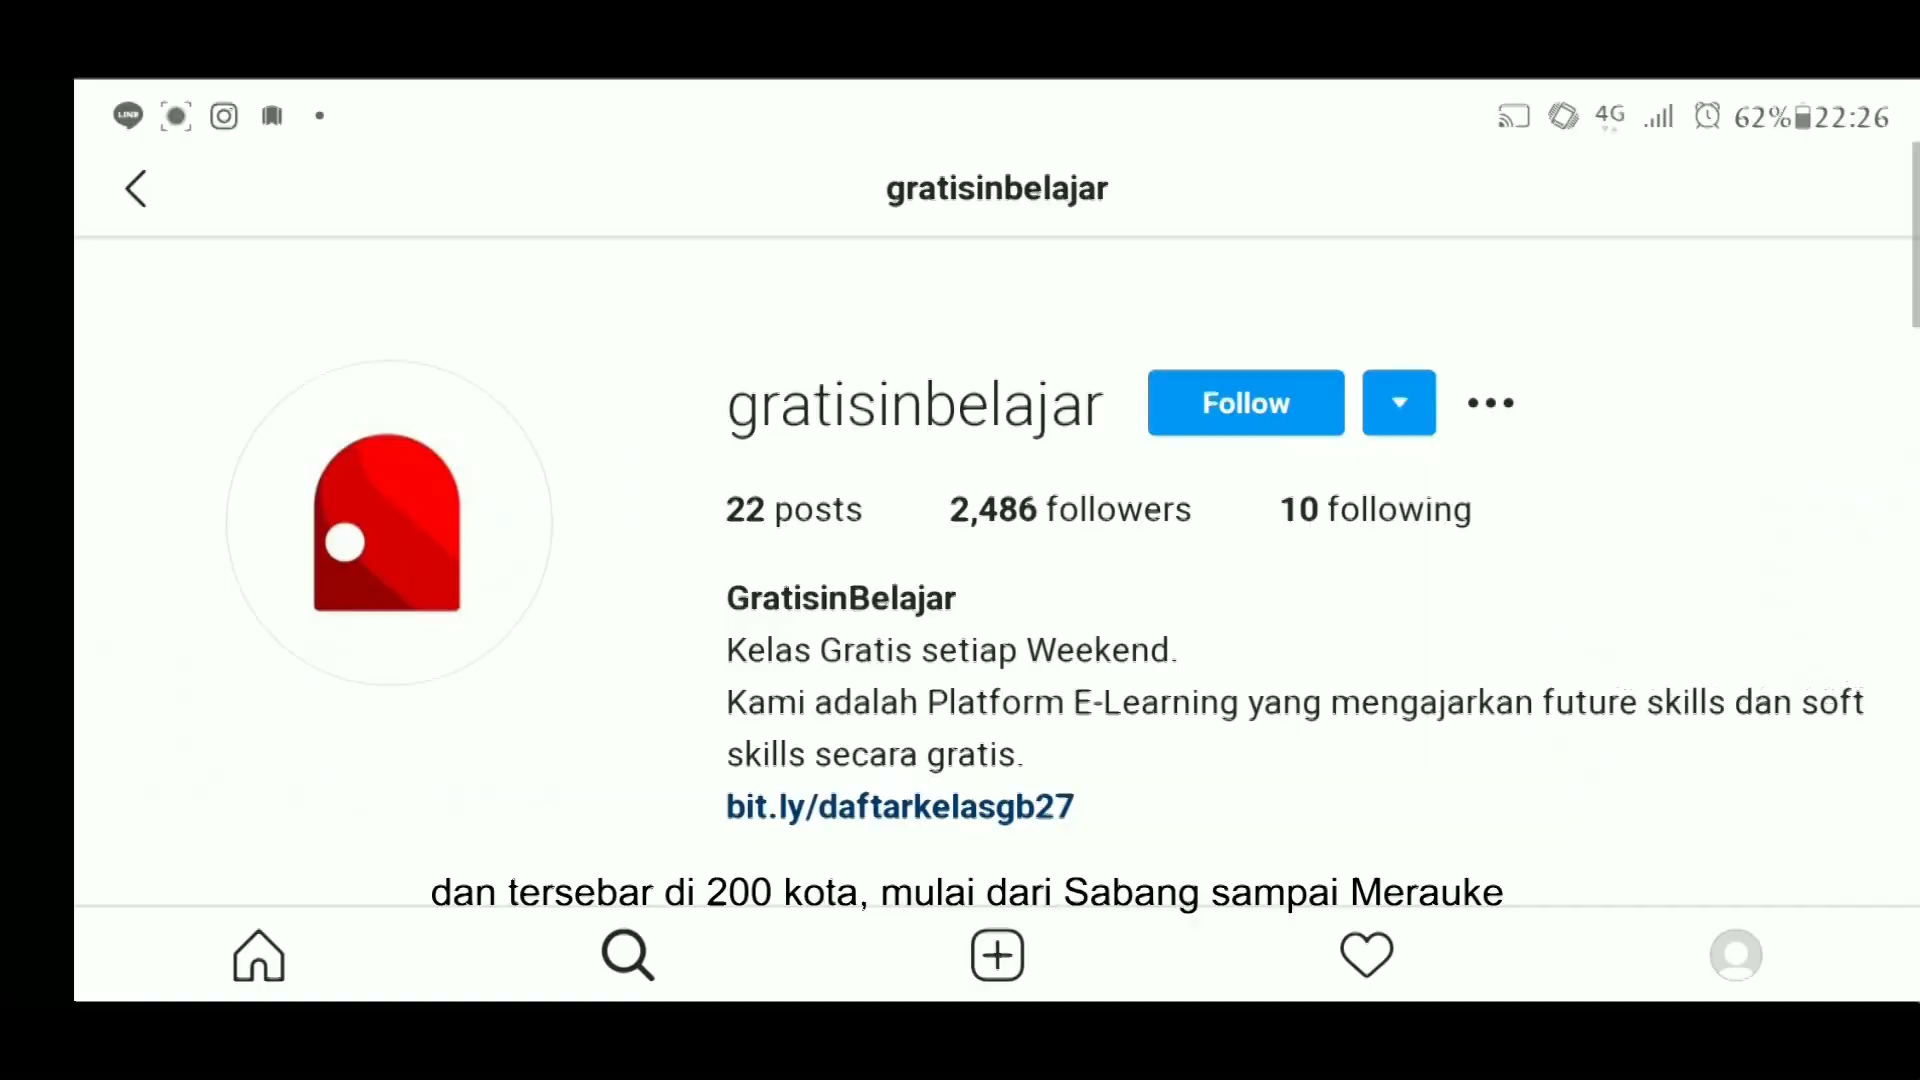 LINE
4G
62% 22:26
gratisinbelajar
gratisinbelajar Follow
22 posts 2,486 followers 10 following
GratisinBelajar
Kelas Gratis setiap Weekend.
Kami adalah Platform E-Learning yang mengajarkan future skills dan soft
skills secara gratis.
bit.ly/daftarkelasgb27
dan tersebar di 200 kota, mulai dari Sabang sampai Merauke